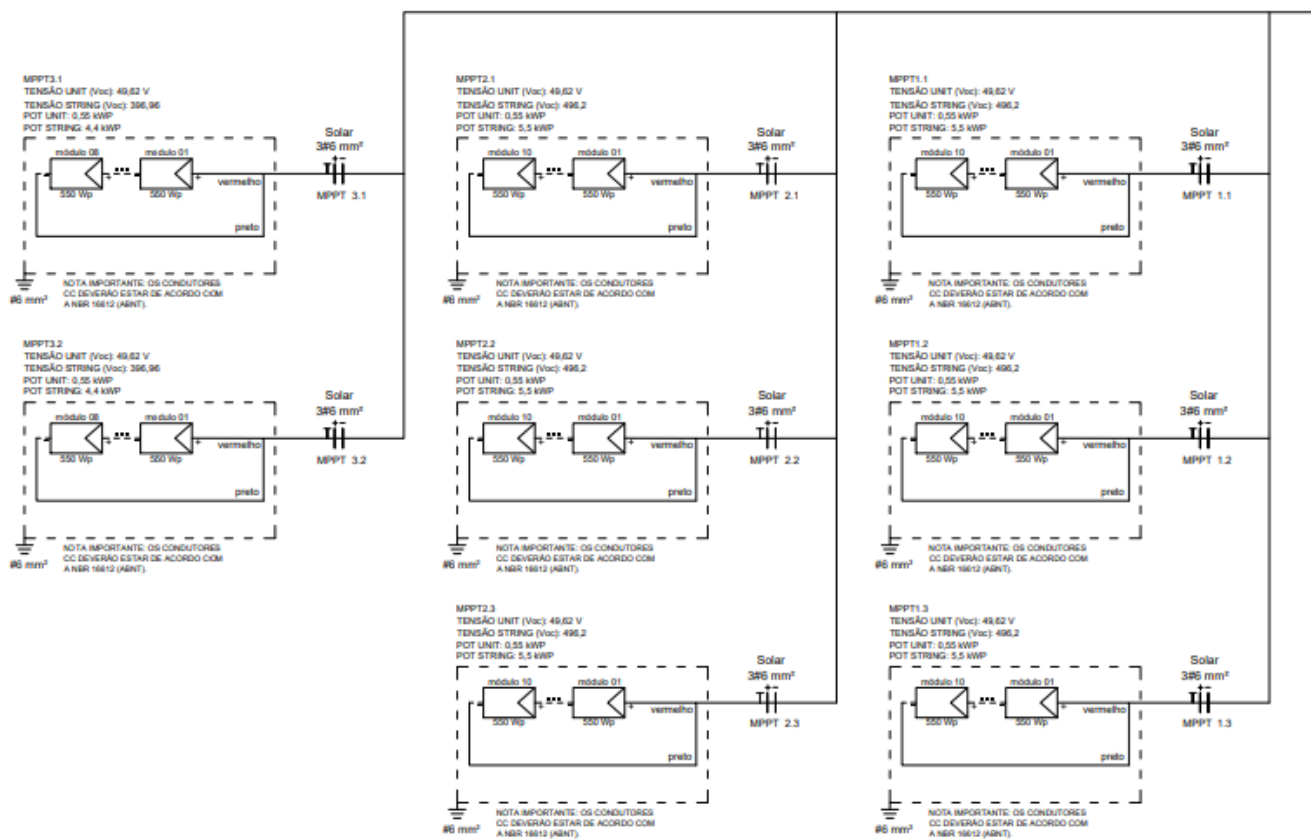 MPPT3.1
TENSÃO UNIT (Voc): 49,62 V
TENSÃO STRING (Voc): 396,96
POT UNIT: 0,55 kWP
POT STRING: 4,4 kWP
Solar
3#6 mm²
módulo 08
módulo 01
vermelho
550 Wp
550 Wp
MPPT 3.1
preto
#6 mm²
NOTA IMPORTANTE: OS CONDUTORES
CC DEVERÃO ESTAR DE ACORDO COM
A NBR 16612 (ABNT).
MPPT2.1
TENSÃO UNIT (Voc): 49,62 V
TENSÃO STRING (Voc): 496,2
POT UNIT: 0,55 kWP
POT STRING: 5,5 kWP
Solar
3#6 mm²
módulo 10
módulo 01
vermelho
550 Wp
550 Wp
MPPT 2.1
preto
#6 mm²
NOTA IMPORTANTE: OS CONDUTORES
CC DEVERÃO ESTAR DE ACORDO COM
A NBR 16612 (ABNT).
MPPT1.1
TENSÃO UNIT (Voc): 49,62 V
TENSÃO STRING (Voc): 496,2
POT UNIT: 0,55 kWP
POT STRING: 5,5 kWP
Solar
3#6 mm²
módulo 10
módulo 01
vermelho
550 Wp
550 Wp
MPPT 1.1
preto
#6 mm²
NOTA IMPORTANTE: OS CONDUTORES
CC DEVERÃO ESTAR DE ACORDO COM
A NBR 16612 (ABNT).
MPPT3.2
TENSÃO UNIT (Voc): 49,62 V
TENSÃO STRING (Voc): 396,96
POT UNIT: 0,55 kWP
POT STRING: 4,4 kWP
Solar
3#6 mm²
módulo 08
módulo 01
vermelho
550 Wp
550 Wp
MPPT 3.2
preto
#6 mm²
NOTA IMPORTANTE: OS CONDUTORES
CC DEVERÃO ESTAR DE ACORDO COM
A NBR 16612 (ABNT).
MPPT2.2
TENSÃO UNIT (Voc): 49,62 V
TENSÃO STRING (Voc): 496,2
POT UNIT: 0,55 kWP
POT STRING: 5,5 kWP
Solar
3#6 mm²
módulo 10
módulo 01
vermelho
550 Wp
550 Wp
MPPT 2.2
preto
#6 mm²
NOTA IMPORTANTE: OS CONDUTORES
CC DEVERÃO ESTAR DE ACORDO COM
A NBR 16612 (ABNT).
MPPT1.2
TENSÃO UNIT (Voc): 49,62 V
TENSÃO STRING (Voc): 496,2
POT UNIT: 0,55 kWP
POT STRING: 5,5 kWP
Solar
3#6 mm²
módulo 10
módulo 01
vermelho
550 Wp
550 Wp
MPPT 1.2
preto
#6 mm²
NOTA IMPORTANTE: OS CONDUTORES
CC DEVERÃO ESTAR DE ACORDO COM
A NBR 16612 (ABNT).
MPPT2.3
TENSÃO UNIT (Voc): 49,62 V
TENSÃO STRING (Voc): 496,2
POT UNIT: 0,55 kWP
POT STRING: 5,5 kWP
Solar
3#6 mm²
módulo 10
módulo 01
vermelho
550 Wp
550 Wp
MPPT 2.3
preto
#6 mm²
NOTA IMPORTANTE: OS CONDUTORES
CC DEVERÃO ESTAR DE ACORDO COM
A NBR 16612 (ABNT).
MPPT1.3
TENSÃO UNIT (Voc): 49,62 V
TENSÃO STRING (Voc): 496,2
POT UNIT: 0,55 kWP
POT STRING: 5,5 kWP
Solar
3#6 mm²
módulo 10
módulo 01
vermelho
550 Wp
550 Wp
MPPT 1.3
preto
#6 mm²
NOTA IMPORTANTE: OS CONDUTORES
CC DEVERÃO ESTAR DE ACORDO COM
A NBR 16612 (ABNT).